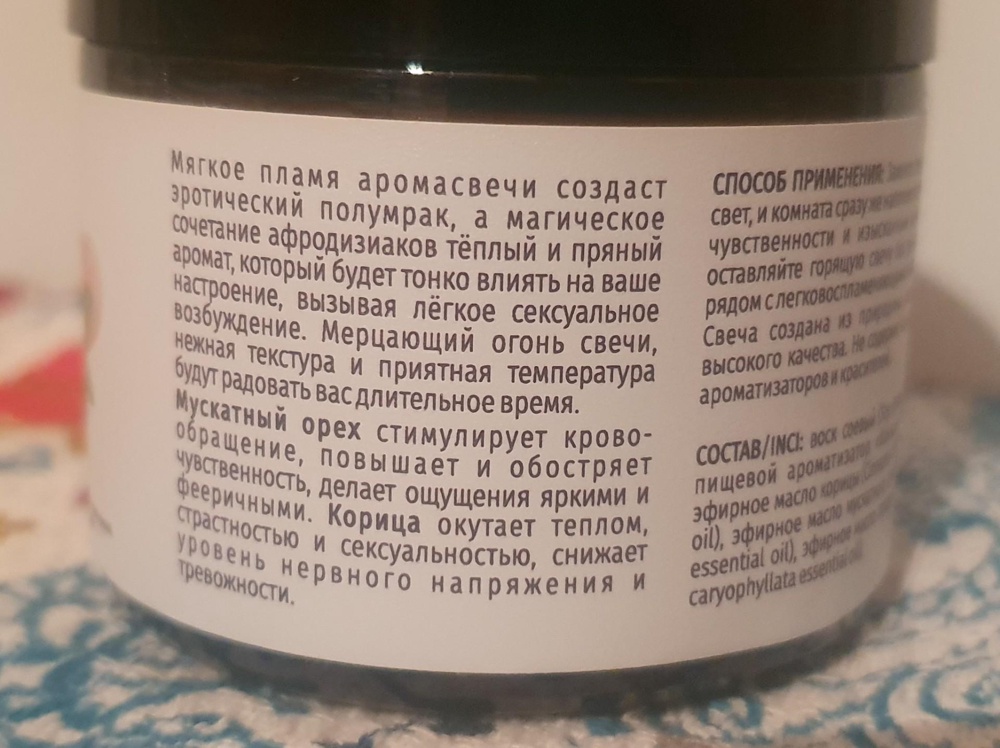 Мягкое пламя аромасвечи создаст
эротический полумрак, а магическое
сочетание афродизиаков тёплый и пряный
аромат, который будет тонко влиять на ваше
настроение, вызывая лёгкое сексуальное
возбуждение. Мерцающий огонь свечи,
нежная текстура и приятная температура
будут радовать вас длительное время.
Мускатный орех стимулирует крово-
обращение, повышает и обостряет
чувственность, делает ощущения яркими и
фееричными. Корица окутает теплом,
страстностью и сексуальностью, снижает
уровень нервного напряжения и
тревожности.
СПОСОБ ПРИМЕНЕНИЯ:
свет, и комната сразу же
чувственности и
оставляйте горящую
рядом с
Свеча создана из
высокого качества. Не
ароматизаторов и
СОСТАВ/INCI: воск
пищевой ароматизатор
эфирное масло корицы
oil), эфирное масло
essential oil), эфирное
caryophyllata essential